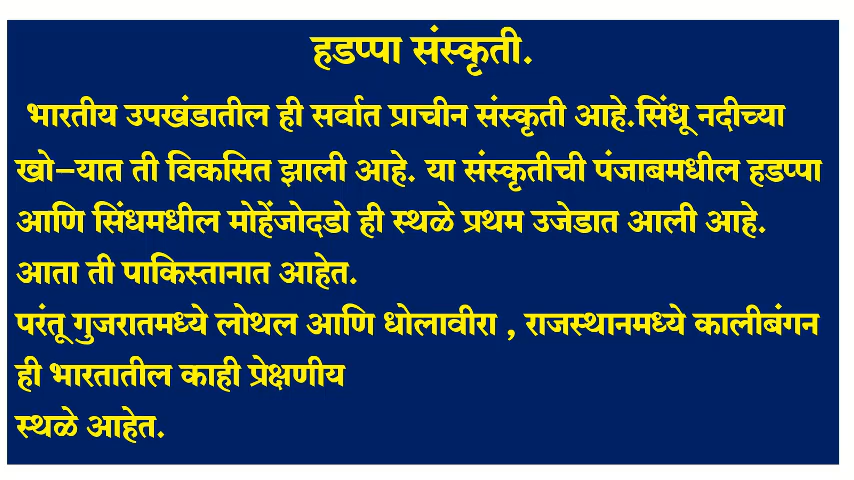 हडप्पा संस्कृती.
भारतीय उपखंडातील ही सर्वात प्राचीन संस्कृती आहे.सिंधू नदीच्या
खो–यात ती विकसित झाली आहे. या संस्कृतीची पंजाबमधील हडप्पा
आणि सिंधमधील मोहेंजोदडो ही स्थळे प्रथम उजेडात आली आहे.
आता ती पाकिस्तानात आहेत.
परंतू गुजरातमध्ये लोथल आणि धोलावीरा , राजस्थानमध्ये कालीबंगन
ही भारतातील काही प्रेक्षणीय
स्थळे आहेत.